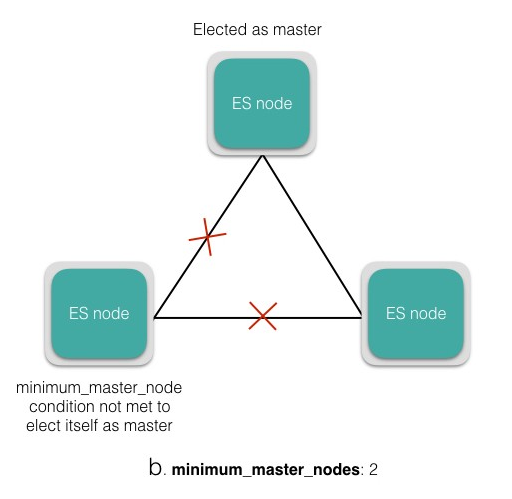 Elected as master
ES node
ES node
ES node
minimum_master_node
condition not met to
elect itself as master
b. minimum_master_nodes: 2